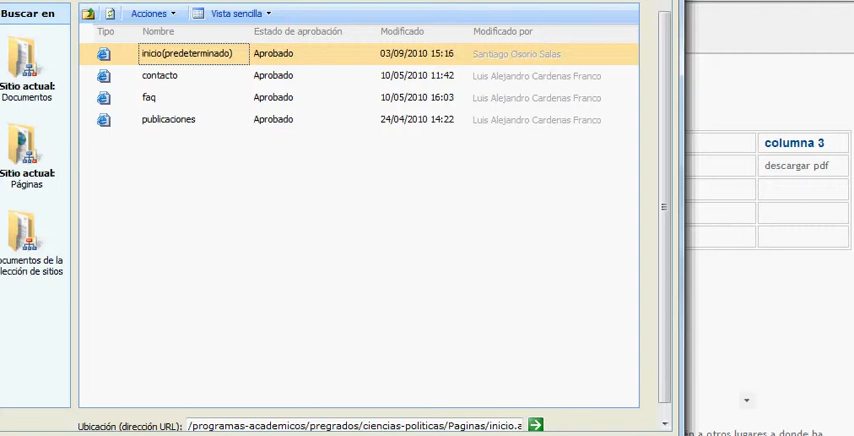 Buscar en
Acciones
Vista sencilla
Tipo Nombre Estado de aprobación Modificado Modificado por
inicio(predeterminado) Aprobado 03/09/2010 15:16 Santiago Osorio Salas
contacto Aprobado 10/05/2010 11:42 Luis Alejandro Cardenas Franco
faq Aprobado 10/05/2010 16:03 Luis Alejandro Cardenas Franco
publicaciones Aprobado 24/04/2010 14:22 Luis Alejandro Cardenas Franco
Sitio actual:
Documentos
Sitio actual:
Páginas
ocumentos de la
lección de sitios
Ubicación (dirección URL): /programas-academicos/pregrados/ciencias-politicas/Paginas/inicio.a
columna 3
descargar pdf
a otros lugares a donde ha